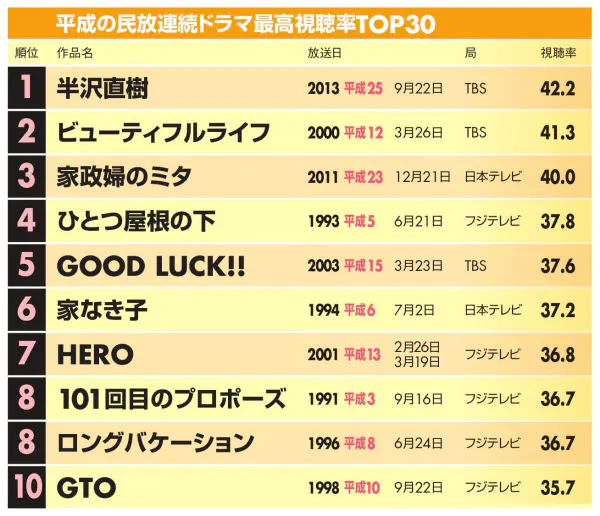 平成の民放連続ドラマ最高視聴率TOP30
順位 作品名 放送日 局 視聴率
1 半沢直樹 2013 平成25 9月22日 TBS 42.2
2 ビューティフルライフ 2000 平成12 3月26日 TBS 41.3
3 家政婦のミタ 2011 平成23 12月21日 日本テレビ 40.0
4 ひとつ屋根の下 1993 平成5 6月21日 フジテレビ 37.8
5 GOOD LUCK!! 2003 平成15 3月23日 TBS 37.6
6 家なき子 1994 平成6 7月2日 日本テレビ 37.2
7 HERO 2001 平成13 2月26日 フジテレビ 36.8
3月19日
8 101回目のプロポーズ 1991 平成3 9月16日 フジテレビ 36.7
8 ロングバケーション 1996 平成8 6月24日 フジテレビ 36.7
10 GTO 1998 平成10 9月22日 フジテレビ 35.7